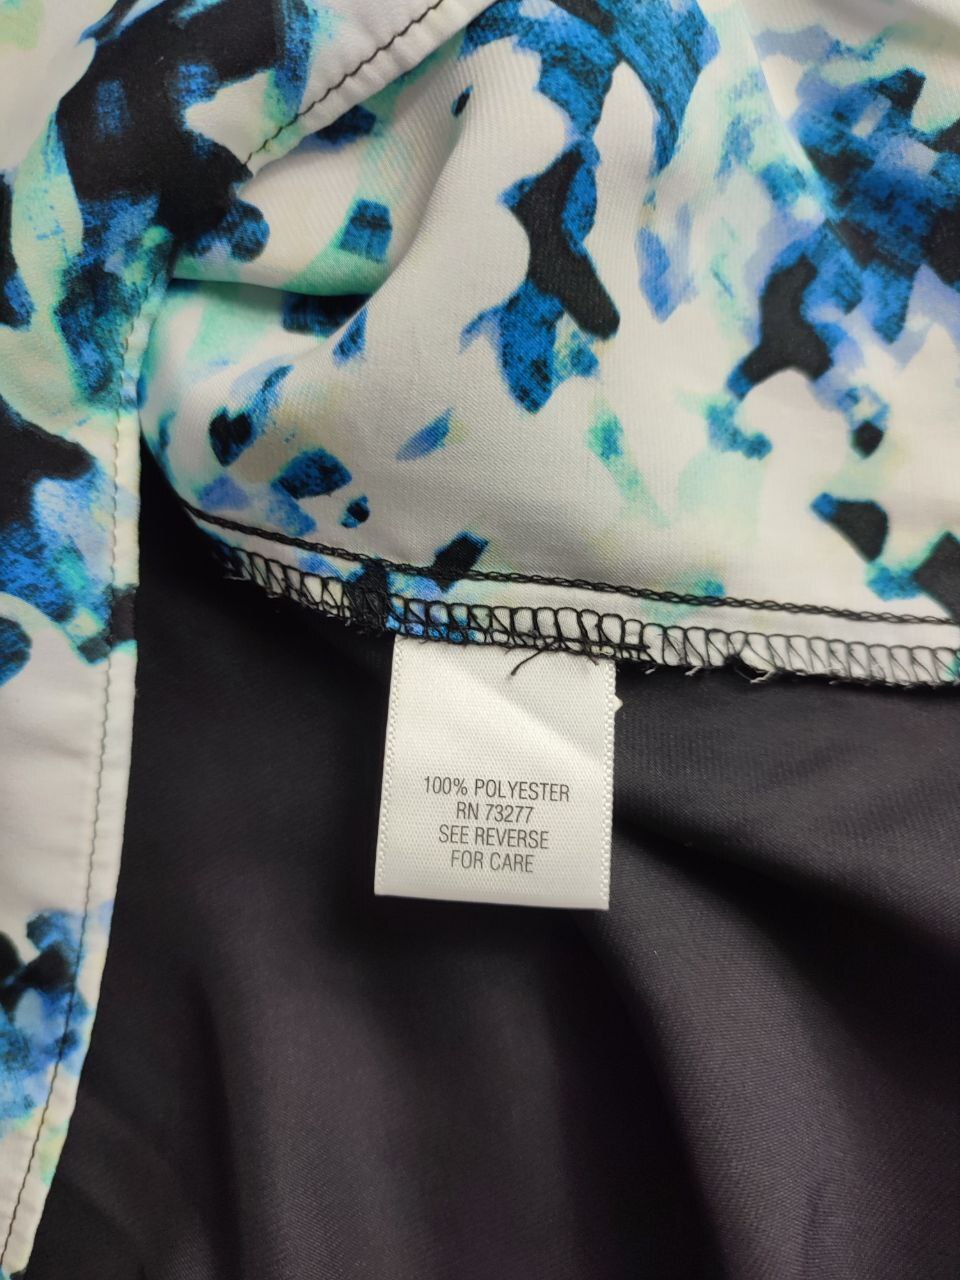 100% POLYESTER
RN 73277
SEE REVERSE
FOR CARE